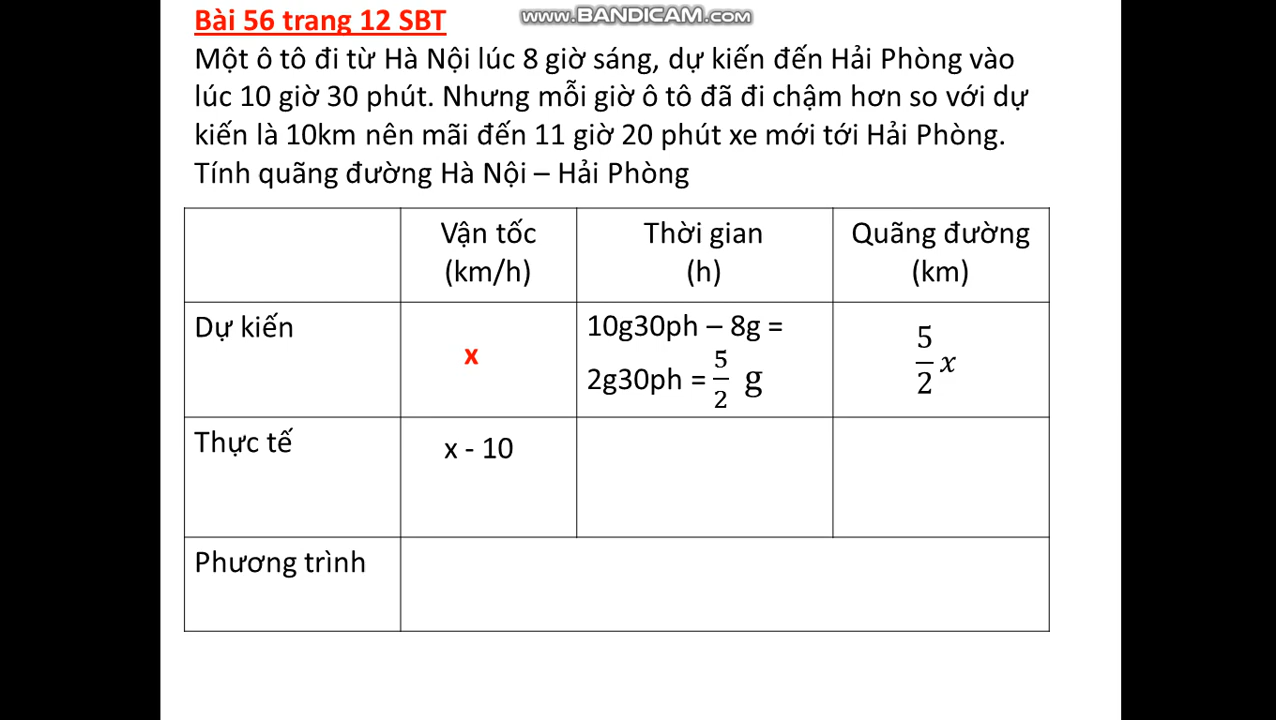 Bài 56 trang 12 SBT
www.BANDICAM.com
Một ô tô đi từ Hà Nội lúc 8 giờ sáng, dự kiến đến Hải Phòng vào
lúc 10 giờ 30 phút. Nhưng mỗi giờ ô tô đã đi chậm hơn so với dự
kiến là 10km nên mãi đến 11 giờ 20 phút xe mới tới Hải Phòng.
Tính quãng đường Hà Nội – Hải Phòng
Vận tốc
(km/h)
Thời gian
(h)
Quãng đường
(km)
Dự kiến
x
10g30ph – 8g =
2g30ph = 5/2 g
5/2 x
Thực tế
x - 10
Phương trình